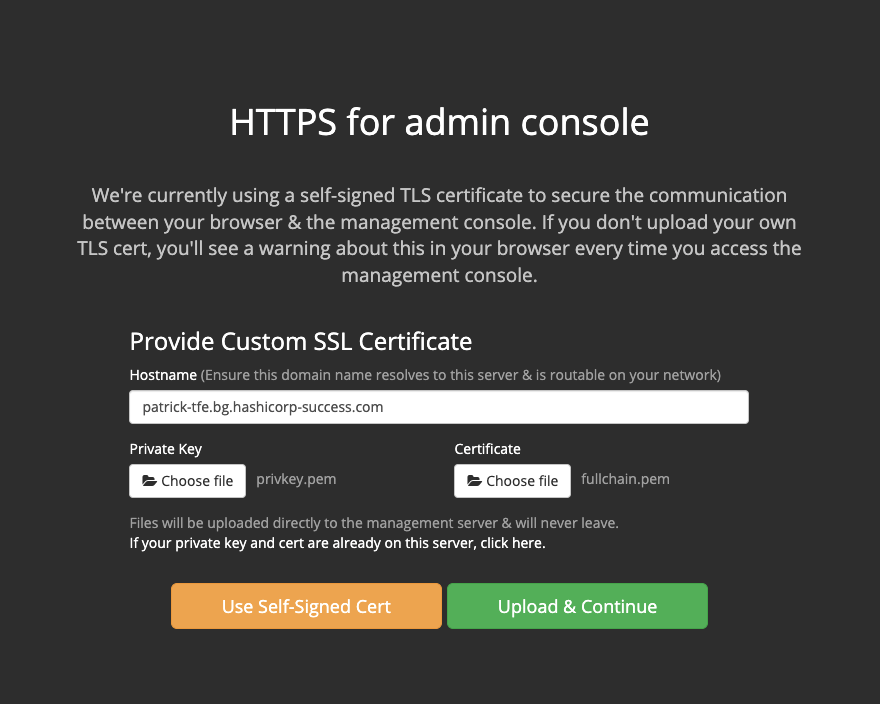 HTTPS for admin console
We're currently using a self-signed TLS certificate to secure the communication
between your browser & the management console. If you don't upload your own
TLS cert, you'll see a warning about this in your browser every time you access the
management console.
Provide Custom SSL Certificate
Hostname (Ensure this domain name resolves to this server & is routable on your network)
patrick-tfe.bg.hashicorp-success.com
Private Key
Choose file privkey.pem
Certificate
Choose file fullchain.pem
Files will be uploaded directly to the management server & will never leave.
If your private key and cert are already on this server, click here.
Use Self-Signed Cert
Upload & Continue